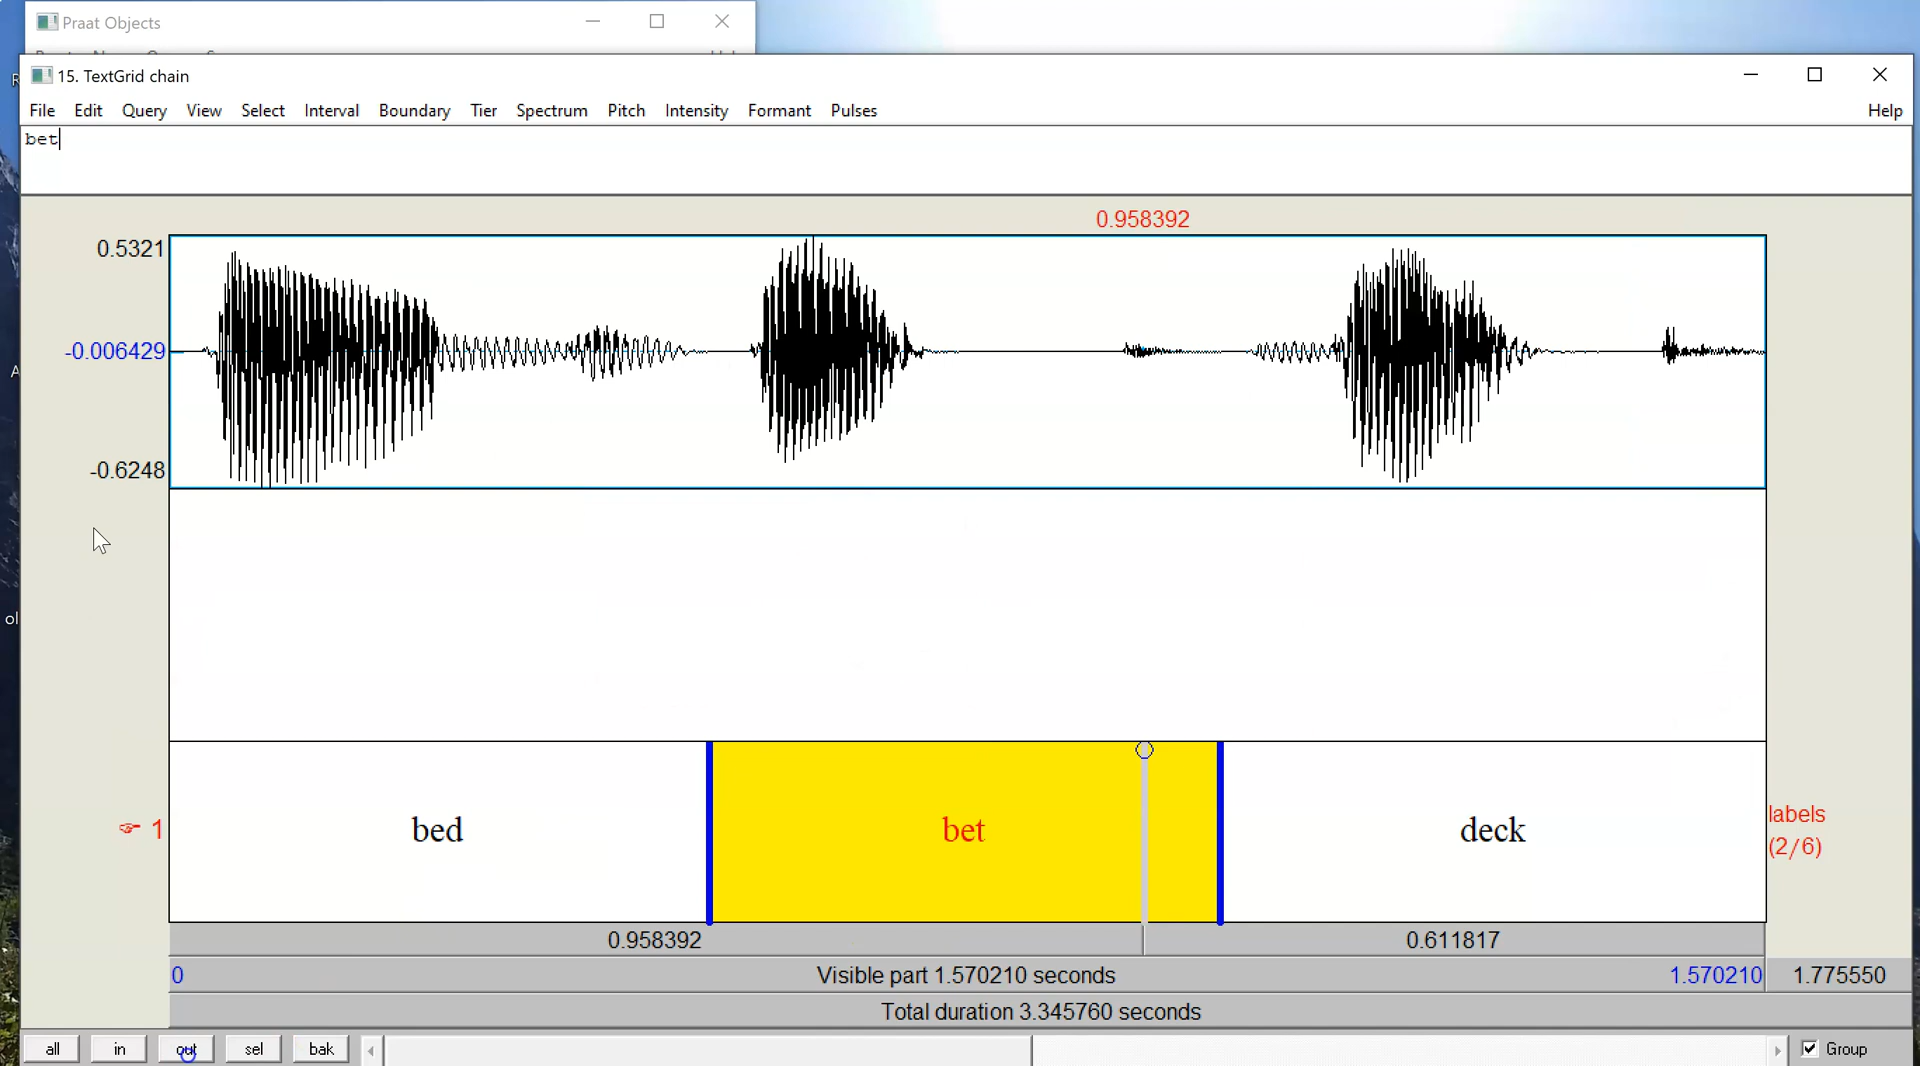 Praat Objects
15. TextGrid chain
File Edit Query View Select Interval Boundary Tier Spectrum Pitch Intensity Formant Pulses Help
bet
0.958392
0.5321
-0.006429
-0.6248
bed bet deck
1 labels
(2/6)
0.958392 0.611817
0 Visible part 1.570210 seconds 1.570210 1.775550
Total duration 3.345760 seconds
all in out sel bak Group